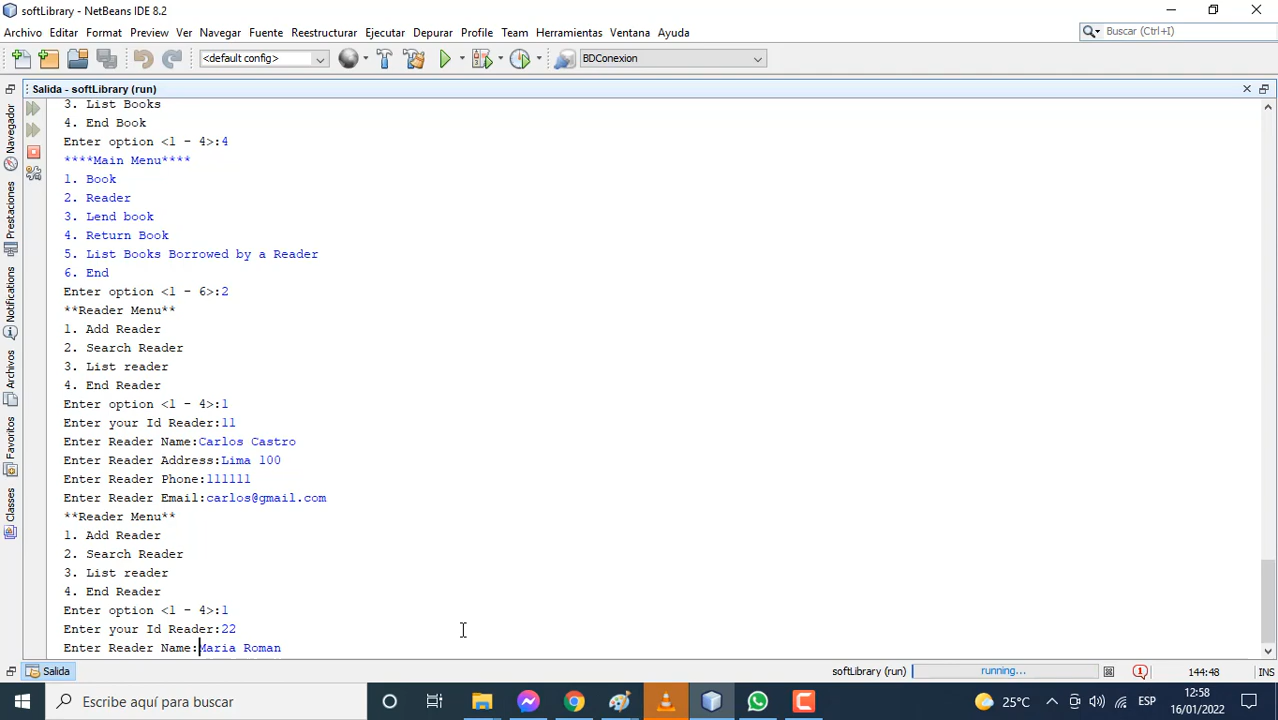 softLibrary - NetBeans IDE 8.2
Archivo Editar Format Preview Ver Navegar Fuente Reestructurar Ejecutar Depurar Profile Team Herramientas Ventana Ayuda
Buscar (Ctrl+I)
<default config>
BDConexion
Salida - softLibrary (run)
Navegador
Prestaciones
Notifications
Archivos
Favoritos
Classes
3. List Books
4. End Book
Enter option <1 - 4>:4
****Main Menu****
1. Book
2. Reader
3. Lend book
4. Return Book
5. List Books Borrowed by a Reader
6. End
Enter option <1 - 6>:2
**Reader Menu**
1. Add Reader
2. Search Reader
3. List reader
4. End Reader
Enter option <1 - 4>:1
Enter your Id Reader:11
Enter Reader Name:Carlos Castro
Enter Reader Address:Lima 100
Enter Reader Phone:111111
Enter Reader Email:carlos@gmail.com
**Reader Menu**
1. Add Reader
2. Search Reader
3. List reader
4. End Reader
Enter option <1 - 4>:1
Enter your Id Reader:22
Enter Reader Name:Maria Roman
Salida
softLibrary (run)
running...
144:48
INS
Escribe aquí para buscar
25°C
ESP
12:58
16/01/2022